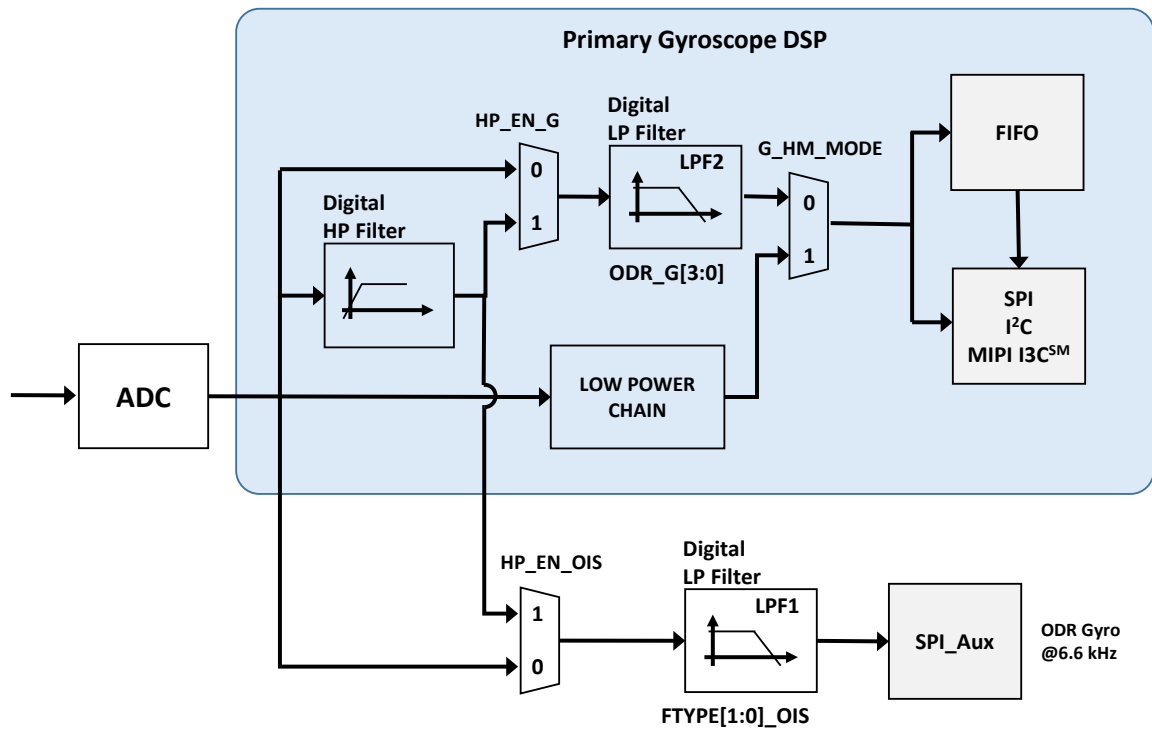 Primary Gyroscope DSP
HP_EN_G
0
1
Digital
LP Filter
LPF2
ODR_G[3:0]
G_HM_MODE
0
1
FIFO
SPI
I²C
MIPI I3Cˢᴹ
Digital
HP Filter
ADC
LOW POWER
CHAIN
HP_EN_OIS
1
0
Digital
LP Filter
LPF1
FTYPE[1:0]_OIS
SPI_Aux
ODR Gyro
@6.6 kHz